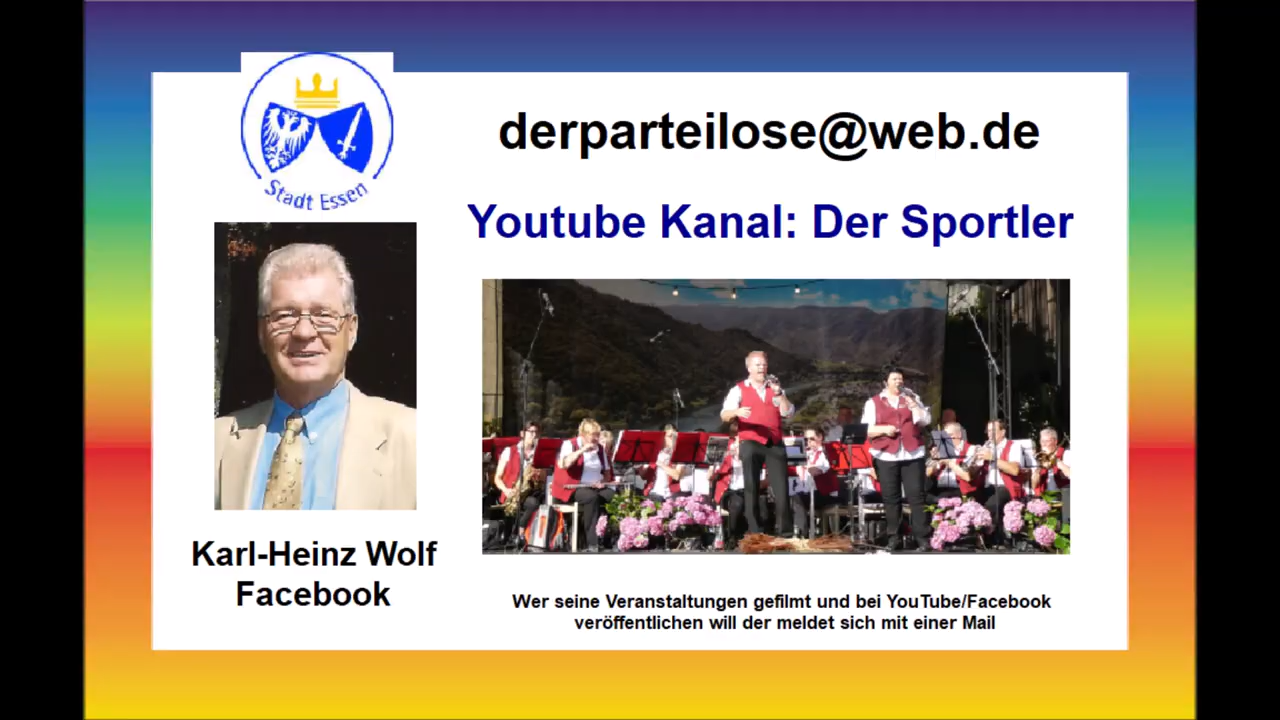 Stadt Essen
derparteilose@web.de
Youtube Kanal: Der Sportler
Karl-Heinz Wolf
Facebook
Wer seine Veranstaltungen gefilmt und bei YouTube/Facebook
veröffentlichen will der meldet sich mit einer Mail